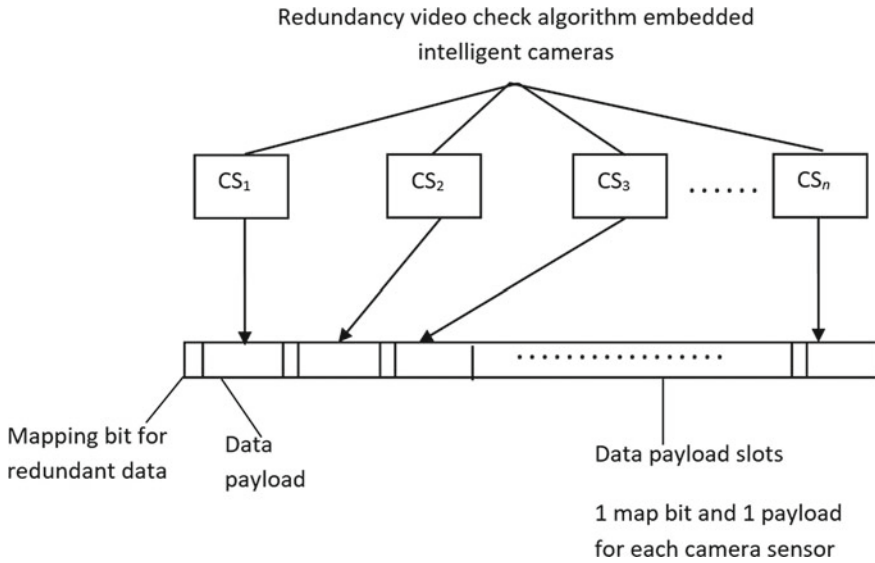 Redundancy video check algorithm embedded
intelligent cameras
CS₁ CS₂ CS₃ ...... CSₙ
.................
Mapping bit for
redundant data
Data
payload
Data payload slots
1 map bit and 1 payload
for each camera sensor